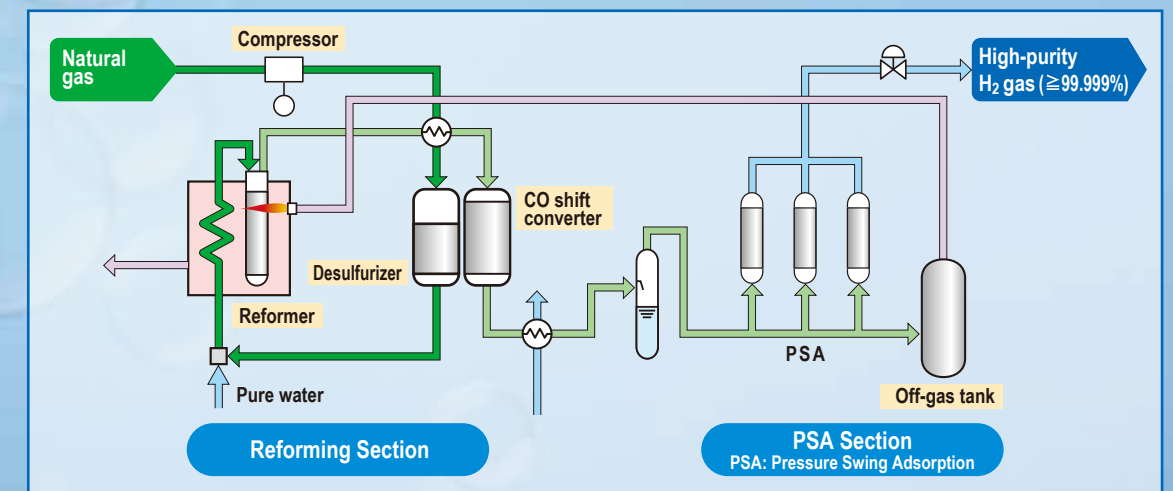 Natural
gas
Compressor
High-purity
H₂ gas (≧99.999%)
CO shift
converter
Desulfurizer
Reformer
Pure water
PSA
Off-gas tank
Reforming Section
PSA Section
PSA: Pressure Swing Adsorption